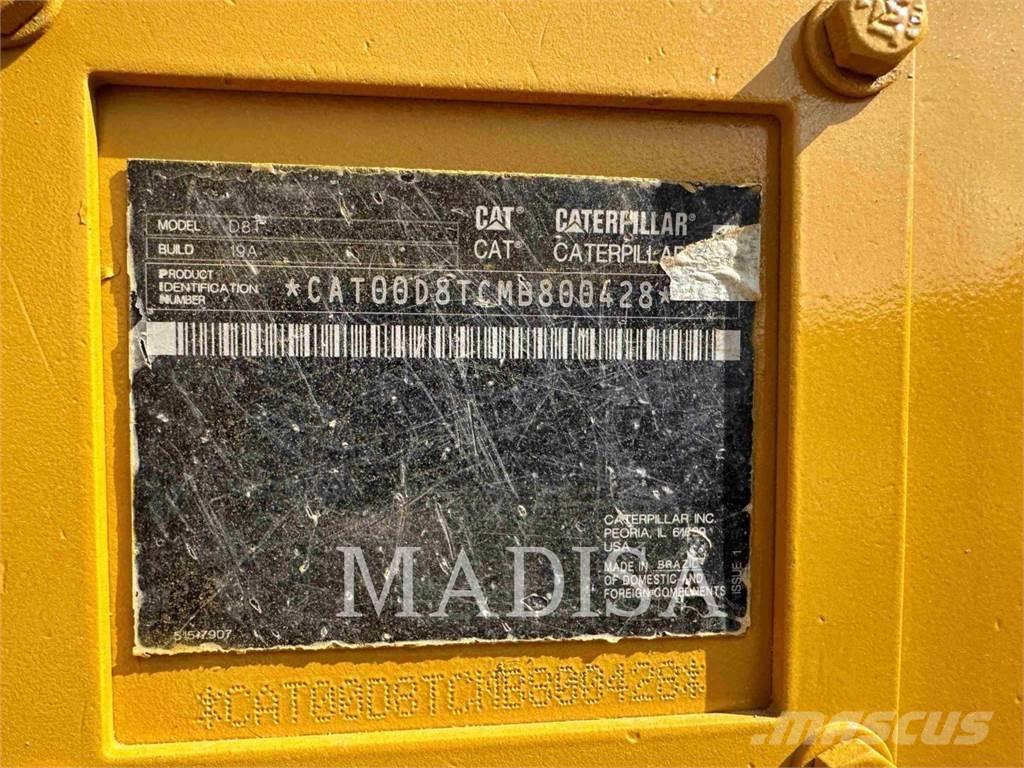 MODEL D8T
BUILD 19A
PRODUCT IDENTIFICATION NUMBER *CAT00D8TCMB800428*
CAT® CATERPILLAR®
CAT® CATERPILLAR
CATERPILLAR INC.
PEORIA, IL
USA
MADE IN BRAZIL
OF DOMESTIC AND
FOREIGN COMPONENTS
ISSUE 1
MADISA
*CAT00D8TCMB800428*
MASCUS